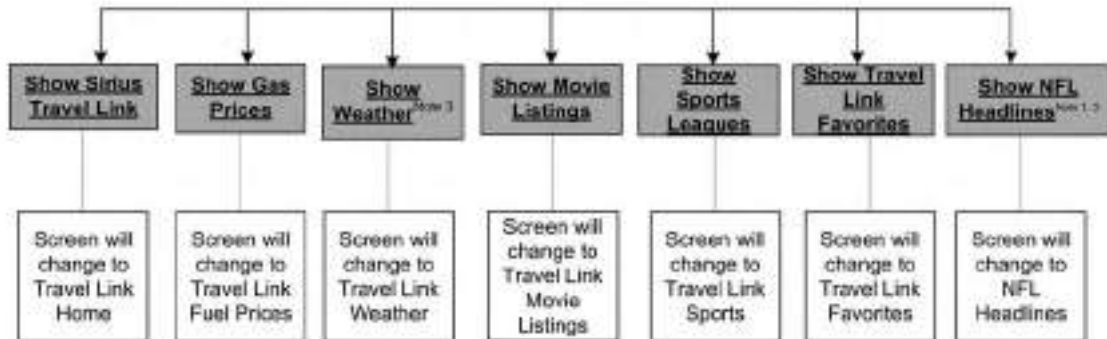 Show Sirius
Travel Link
Show Gas
Prices
Show
Weather Note 3
Show Movie
Listings
Show
Sports
Leagues
Show Travel
Link
Favorites
Show NFL
Headlines
Screen will
change to
Travel Link
Home
Screen will
change to
Travel Link
Fuel Prices
Screen will
change to
Travel Link
Weather
Screen will
change to
Travel Link
Movie
Listings
Screen will
change to
Travel Link
Sports
Screen will
change to
Travel Link
Favorites
Screen will
change to
NFL
Headlines